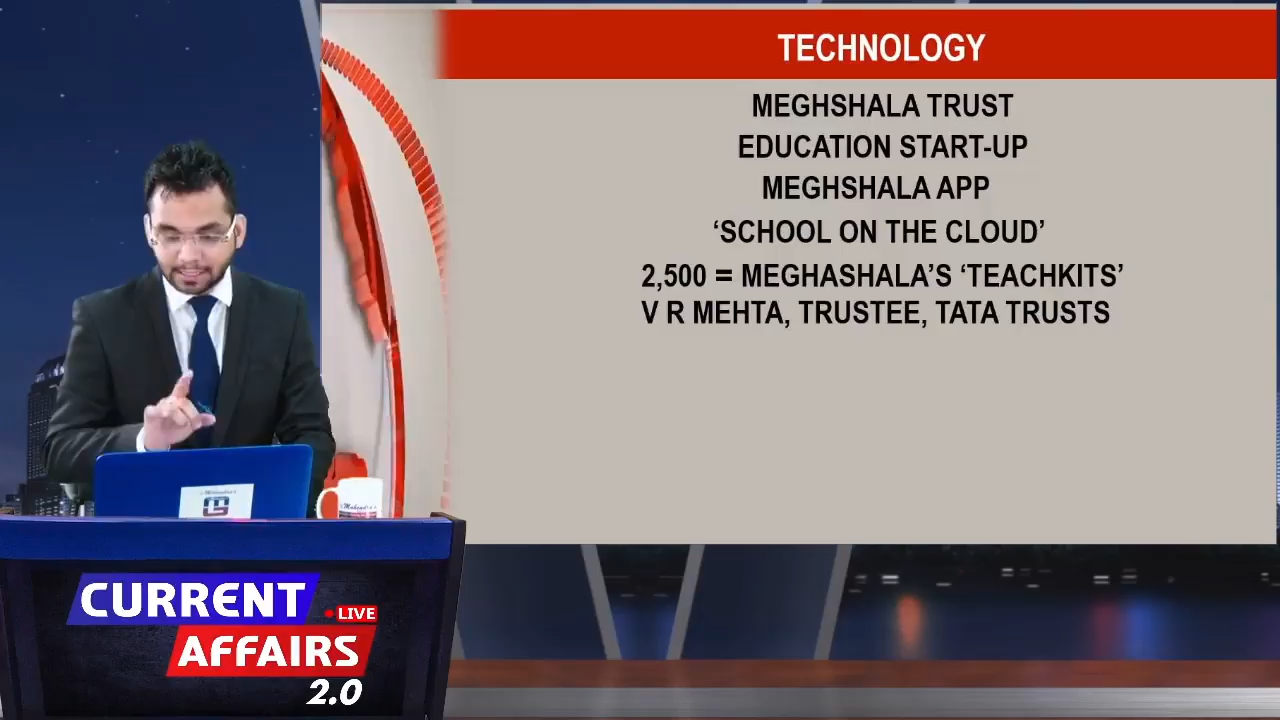 TECHNOLOGY
MEGHSHALA TRUST
EDUCATION START-UP
MEGHSHALA APP
‘SCHOOL ON THE CLOUD’
2,500 = MEGHASHALA’S ‘TEACHKITS’
V R MEHTA, TRUSTEE, TATA TRUSTS
CURRENT
LIVE
AFFAIRS
2.0